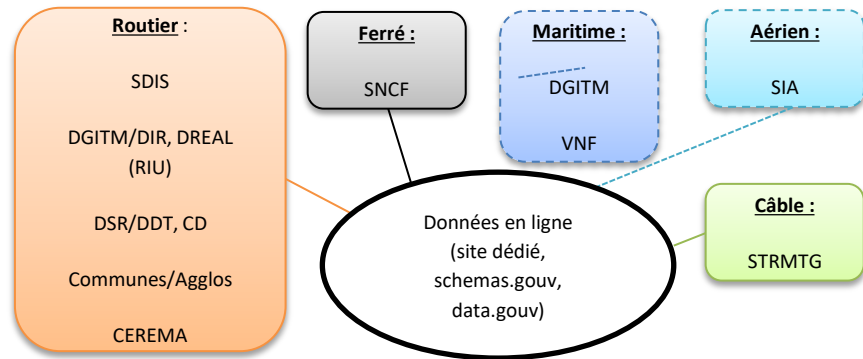 Routier :
SDIS
DGITM/DIR, DREAL
(RIU)
DSR/DDT, CD
Communes/Agglos
CEREMA
Ferré :
SNCF
Maritime :
DGITM
VNF
Aérien :
SIA
Câble :
STRMTG
Données en ligne
(site dédié,
schemas.gouv,
data.gouv)